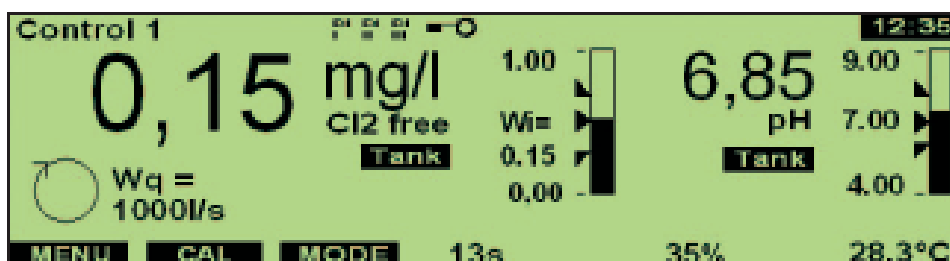 Control 1 12:35
0,15 mg/l 1.00 6,85 9.00
Cl2 free Wi= pH 7.00
Tank 0.15 Tank
Wq = 0.00 4.00
1000l/s
MENU CAL MODE 13s 35% 28.3°C